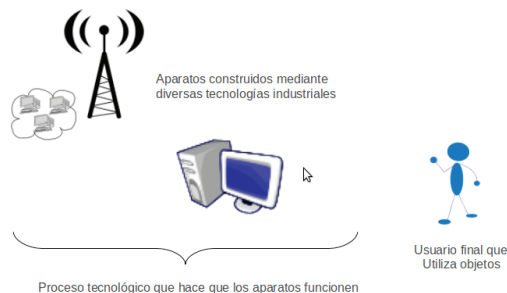 Aparatos construidos mediante
diversas tecnologías industriales
Usuario final que
Utiliza objetos
Proceso tecnológico que hace que los aparatos funcionen